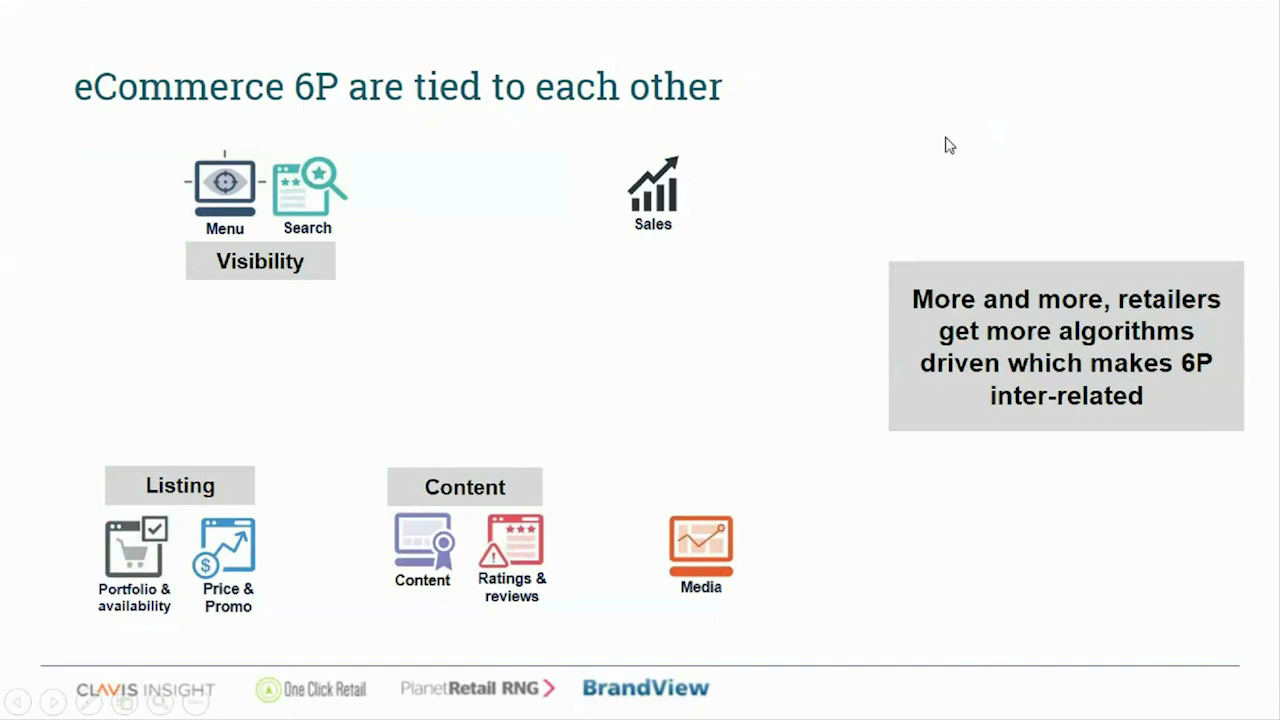 eCommerce 6P are tied to each other
Menu
Search
Sales
Visibility
More and more, retailers
get more algorithms
driven which makes 6P
inter-related
Listing
Content
Portfolio &
availability
Price &
Promo
Content
Ratings &
reviews
Media
CLAVIS INSIGHT
One Click Retail
PlanetRetail RNG
BrandView